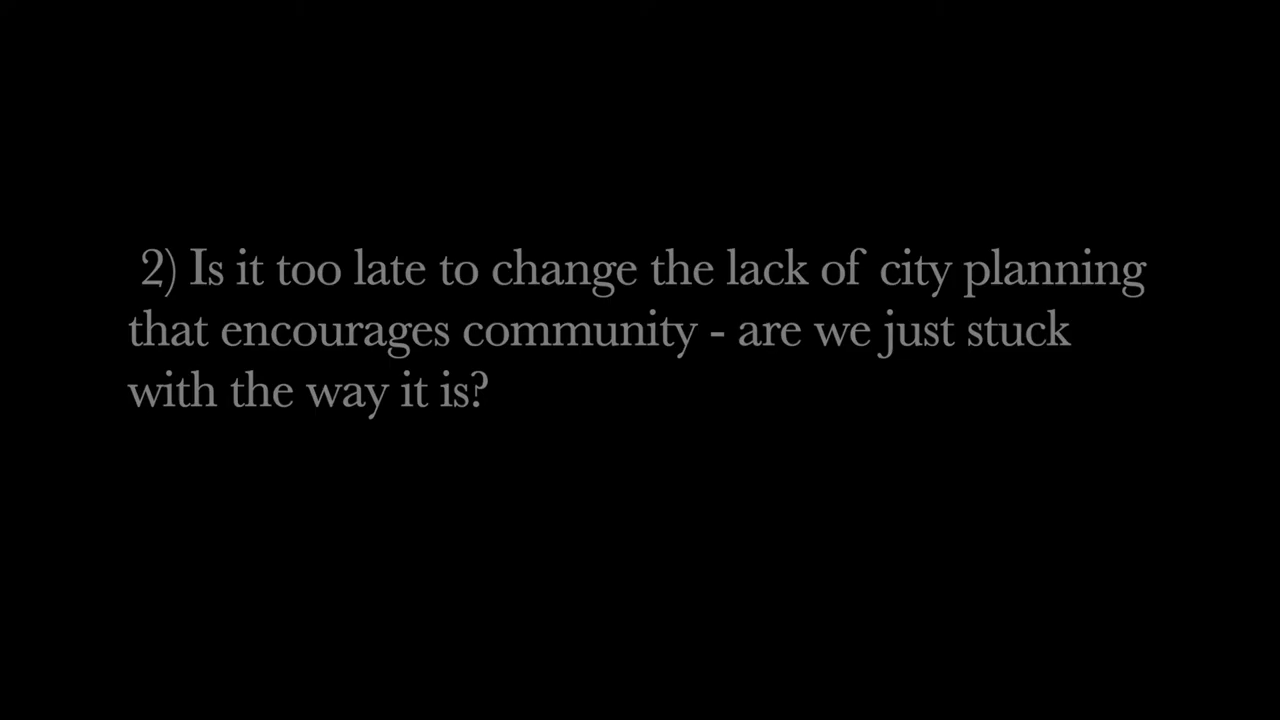 2) Is it too late to change the lack of city planning
that encourages community - are we just stuck
with the way it is?